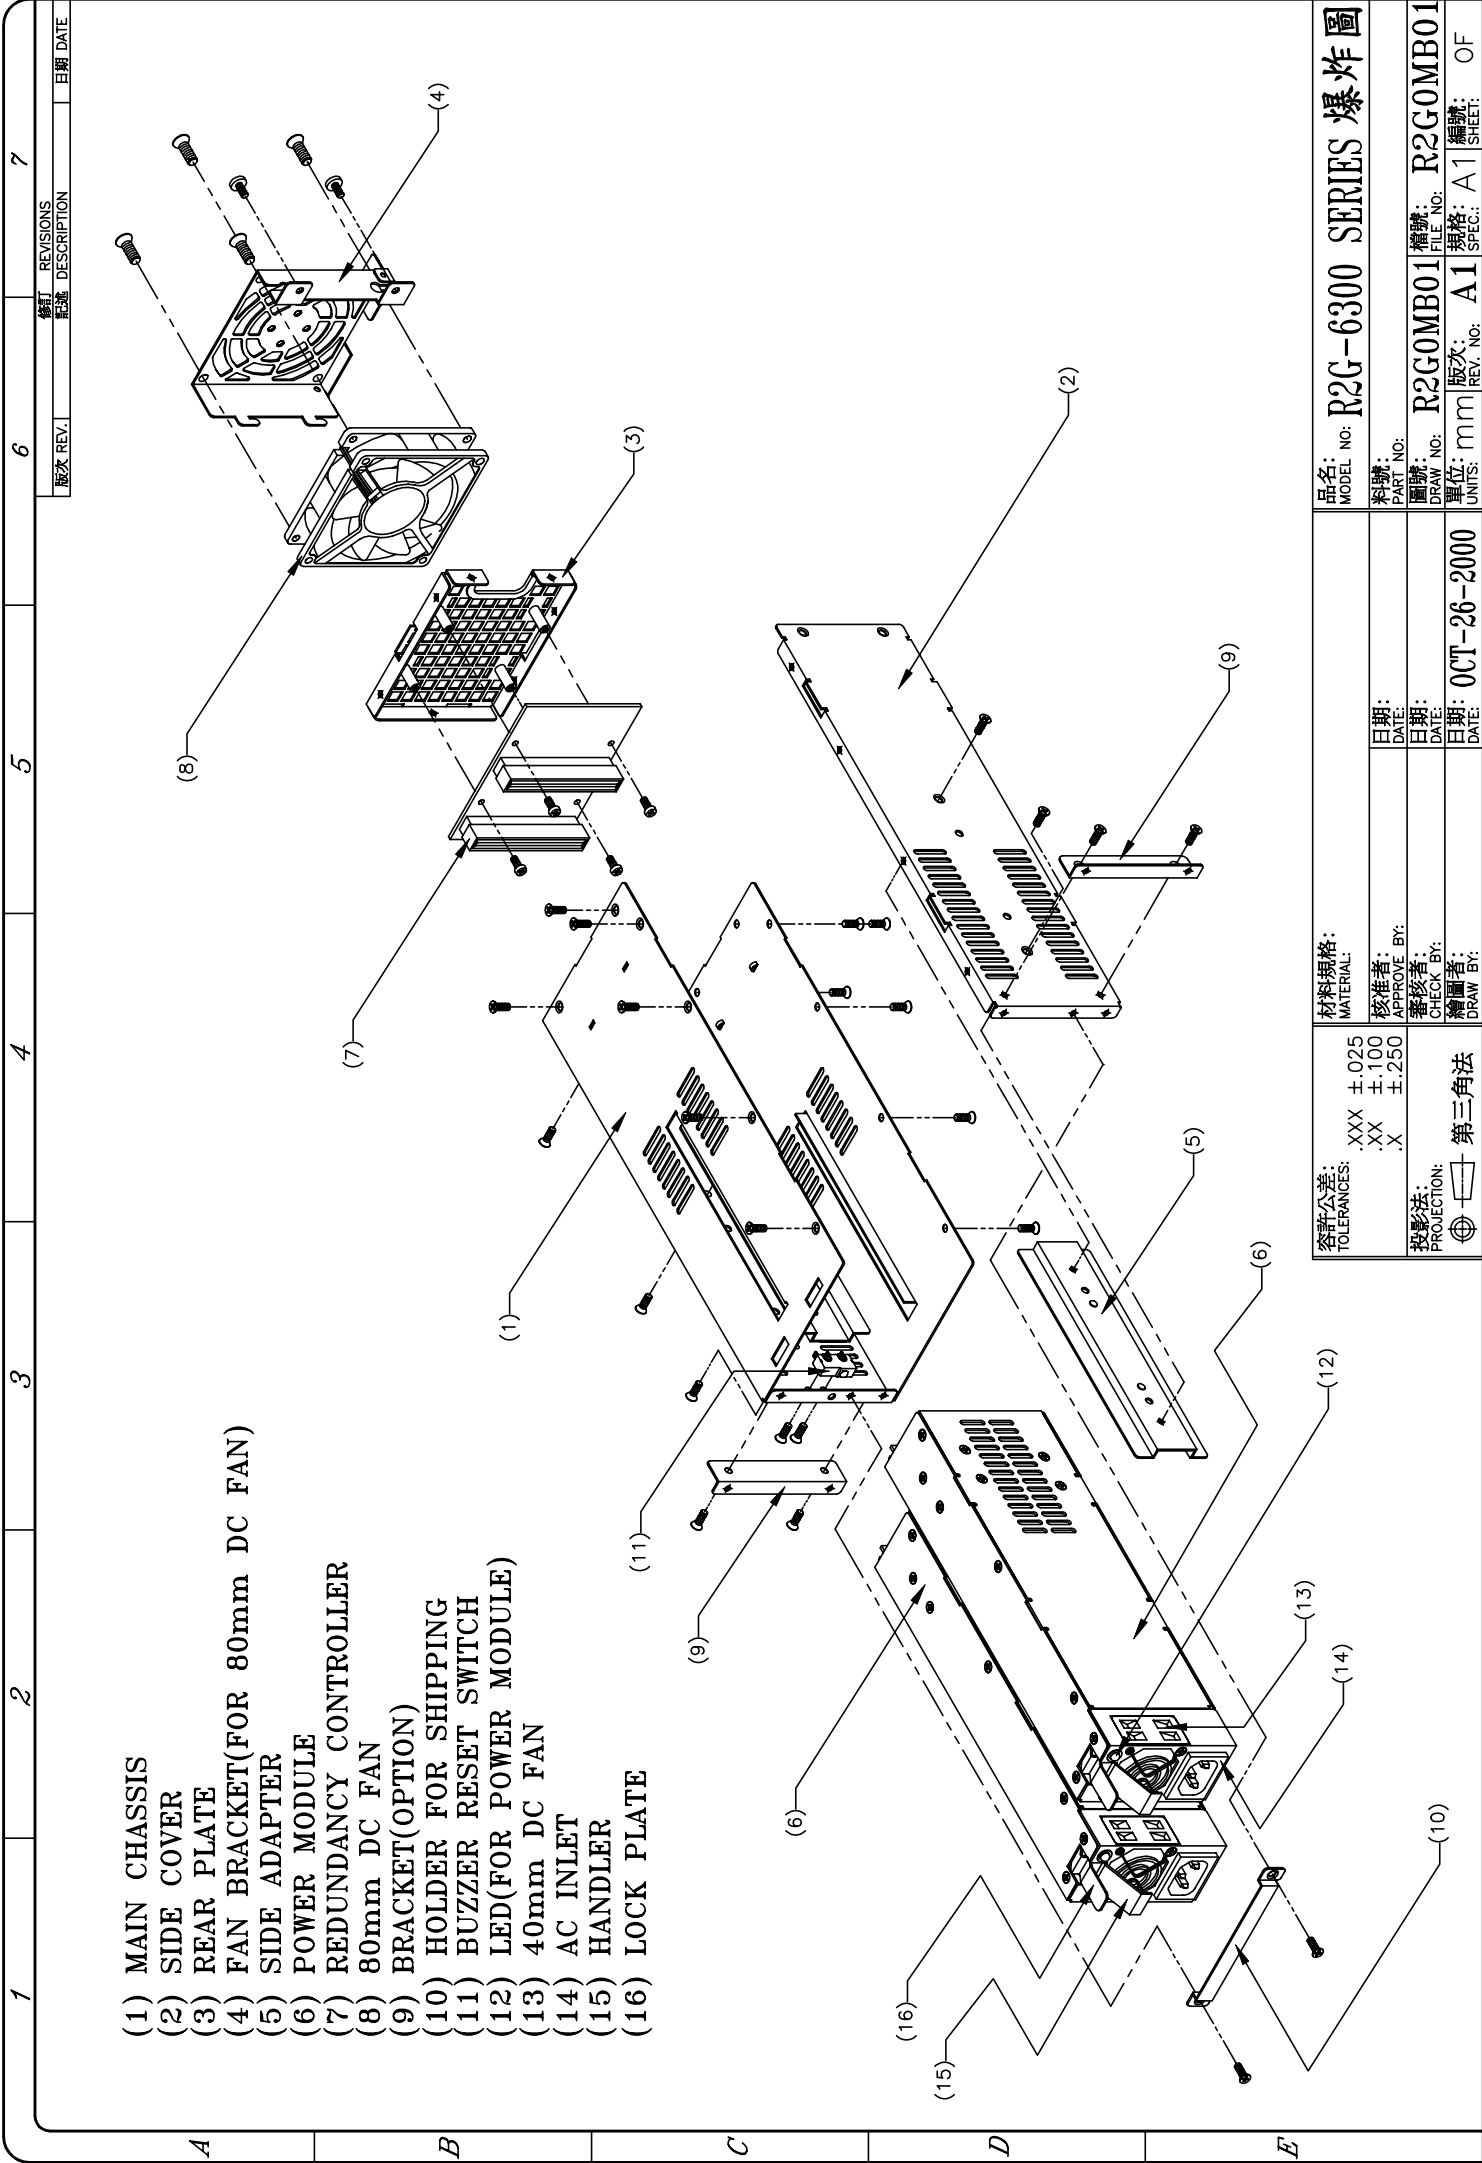 1
2
3
4
5
6
7
A
B
C
D
E
修訂 REVISIONS
版次 REV.
記述 DESCRIPTION
日期 DATE
(1) MAIN CHASSIS
(2) SIDE COVER
(3) REAR PLATE
(4) FAN BRACKET(FOR 80mm DC FAN)
(5) SIDE ADAPTER
(6) POWER MODULE
(7) REDUNDANCY CONTROLLER
(8) 80mm DC FAN
(9) BRACKET(OPTION)
(10) HOLDER FOR SHIPPING
(11) BUZZER RESET SWITCH
(12) LED(FOR POWER MODULE)
(13) 40mm DC FAN
(14) AC INLET
(15) HANDLER
(16) LOCK PLATE
(4)
(8)
(3)
(7)
(2)
(1)
(9)
(11)
(9)
(5)
(6)
(6)
(12)
(13)
(14)
(16)
(15)
(10)
容許公差:
TOLERANCES:
.XXX ±.025
.XX ±.100
.X ±.250
投影法:
PROJECTION:
第三角法
材料規格:
MATERIAL:
核准者:
APPROVE BY:
日期:
DATE:
審核者:
CHECK BY:
日期:
DATE:
繪圖者:
DRAW BY:
日期:
DATE: OCT-26-2000
品名:
MODEL NO: R2G-6300 SERIES 爆炸圖
料號:
PART NO:
圖號:
DRAW NO: R2G0MB01
檔號:
FILE NO: R2G0MB01
單位:
UNITS: mm
版次:
REV. NO: A1
規格:
SPEC.: A1
編號:
SHEET: OF